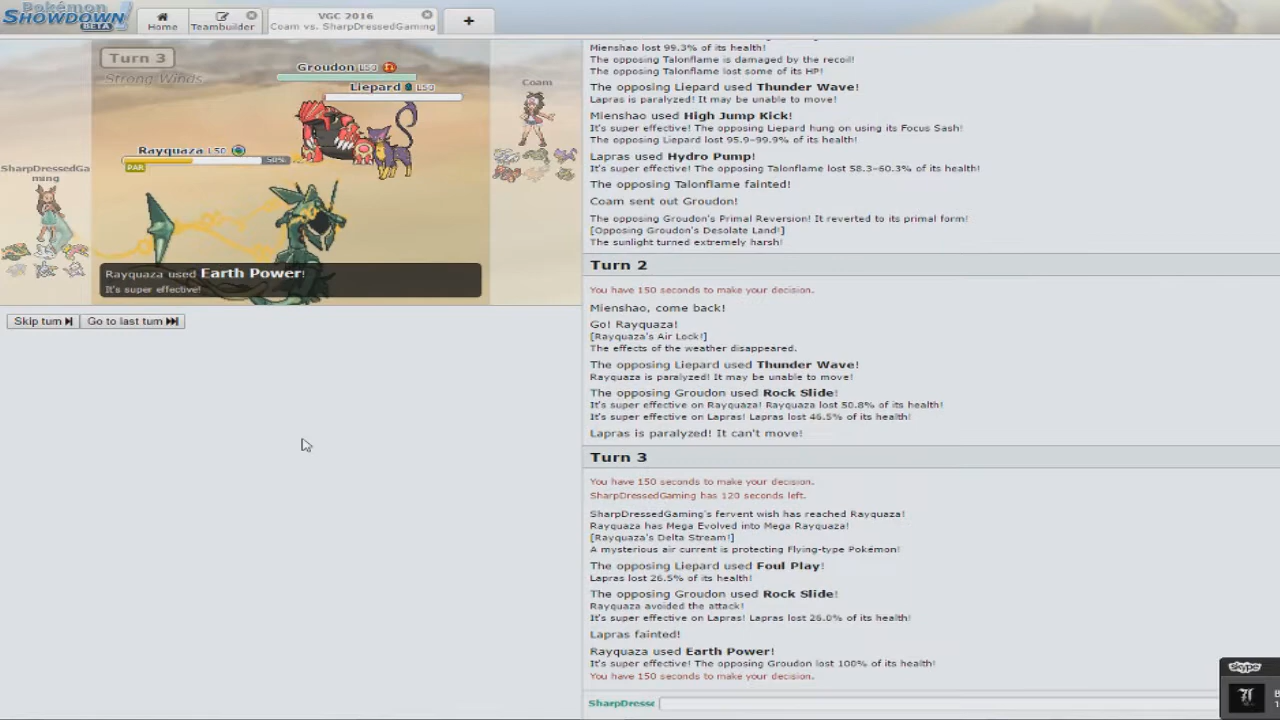 Pokémon
SHOWDOWN
BETA
Home
Teambuilder
VGC 2016
Coam vs. SharpDressedGaming
+
Turn 3
Strong Winds
Groudon L50
Liepard L50
Rayquaza L50
50%
PAR
SharpDressedGa
ming
Coam
Rayquaza used Earth Power!
It's super effective!
Skip turn
Go to last turn
Mienshao lost 99.3% of its health!
The opposing Talonflame is damaged by the recoil!
The opposing Talonflame lost some of its HP!
The opposing Liepard used Thunder Wave!
Lapras is paralyzed! It may be unable to move!
Mienshao used High Jump Kick!
It's super effective! The opposing Liepard hung on using its Focus Sash!
The opposing Liepard lost 95.9-99.9% of its health!
Lapras used Hydro Pump!
It's super effective! The opposing Talonflame lost 58.3-60.3% of its health!
The opposing Talonflame fainted!
Coam sent out Groudon!
The opposing Groudon's Primal Reversion! It reverted to its primal form!
[Opposing Groudon's Desolate Land!]
The sunlight turned extremely harsh!
Turn 2
You have 150 seconds to make your decision.
Mienshao, come back!
Go! Rayquaza!
[Rayquaza's Air Lock!]
The effects of the weather disappeared.
The opposing Liepard used Thunder Wave!
Rayquaza is paralyzed! It may be unable to move!
The opposing Groudon used Rock Slide!
It's super effective on Rayquaza! Rayquaza lost 50.8% of its health!
It's super effective on Lapras! Lapras lost 46.5% of its health!
Lapras is paralyzed! It can't move!
Turn 3
You have 150 seconds to make your decision.
SharpDressedGaming has 120 seconds left.
SharpDressedGaming's fervent wish has reached Rayquaza!
Rayquaza has Mega Evolved into Mega Rayquaza!
[Rayquaza's Delta Stream!]
A mysterious air current is protecting Flying-type Pokémon!
The opposing Liepard used Foul Play!
Lapras lost 26.5% of its health!
The opposing Groudon used Rock Slide!
Rayquaza avoided the attack!
It's super effective on Lapras! Lapras lost 26.0% of its health!
Lapras fainted!
Rayquaza used Earth Power!
It's super effective! The opposing Groudon lost 100% of its health!
You have 150 seconds to make your decision.
SharpDresse
skype